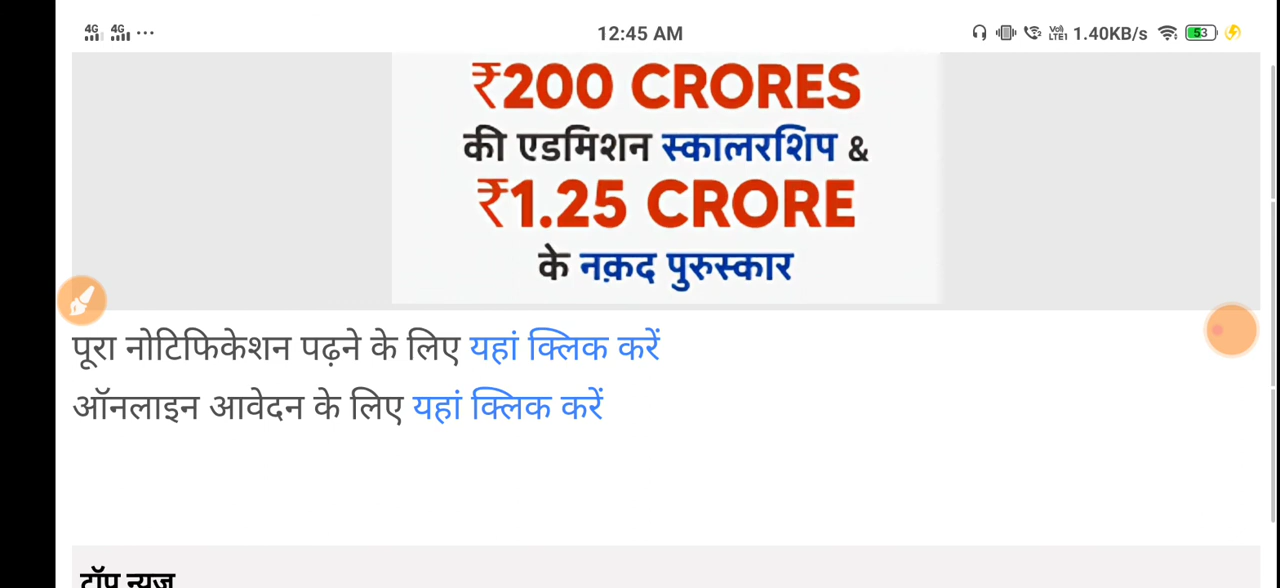 4G 4G ... 12:45 AM VoLTE1 1.40KB/s 53
₹200 CRORES
की एडमिशन स्कालरशिप &
₹1.25 CRORE
के नक़द पुरुस्कार
पूरा नोटिफिकेशन पढ़ने के लिए यहां क्लिक करें
ऑनलाइन आवेदन के लिए यहां क्लिक करें
टॉप न्यूज